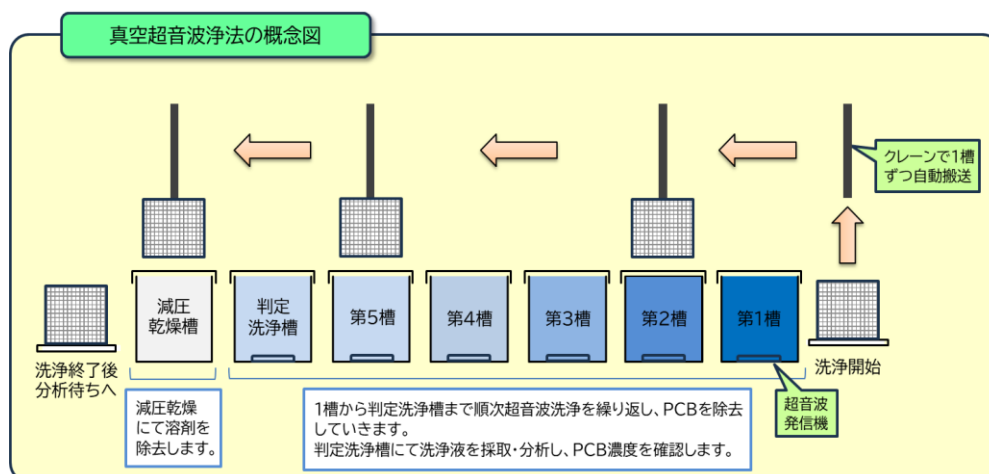 真空超音波浄法の概念図
クレーンで1槽
ずつ自動搬送
減圧
乾燥槽
判定
洗浄槽
第5槽
第4槽
第3槽
第2槽
第1槽
洗浄終了後
分析待ちへ
洗浄開始
減圧乾燥
にて溶剤を
除去します。
1槽から判定洗浄槽まで順次超音波洗浄を繰り返し、PCBを除去
していきます。
判定洗浄槽にて洗浄液を採取・分析し、PCB濃度を確認します。
超音波
発信機